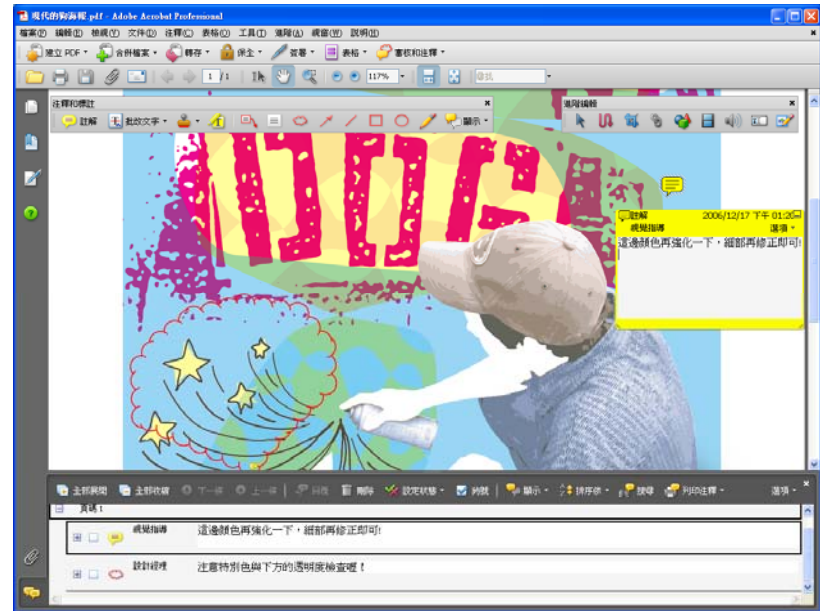 現代的狗海報.pdf - Adobe Acrobat Professional
檔案(F) 編輯(E) 檢視(V) 文件(D) 注釋(C) 表格(O) 工具(T) 進階(A) 視窗(W) 說明(H)
建立 PDF 合併檔案 轉存 保全 簽署 表格 審核和注釋
1 / 1 117%
注釋和標註
進階編輯
註解 批改文字 顯示
DOG
註解 2006/12/17 下午 01:20
視覺指導 選項
這邊顏色再強化一下,細部再修正即可!
全部展開 全部收縮 下一條 上一條 回復 刪除 設定狀態 內核 顯示 排序依 搜尋 列印注釋 選項
頁碼 1
視覺指導 這邊顏色再強化一下,細部再修正即可!
設計經理 注意特別色與下方的透明度檢查喔!